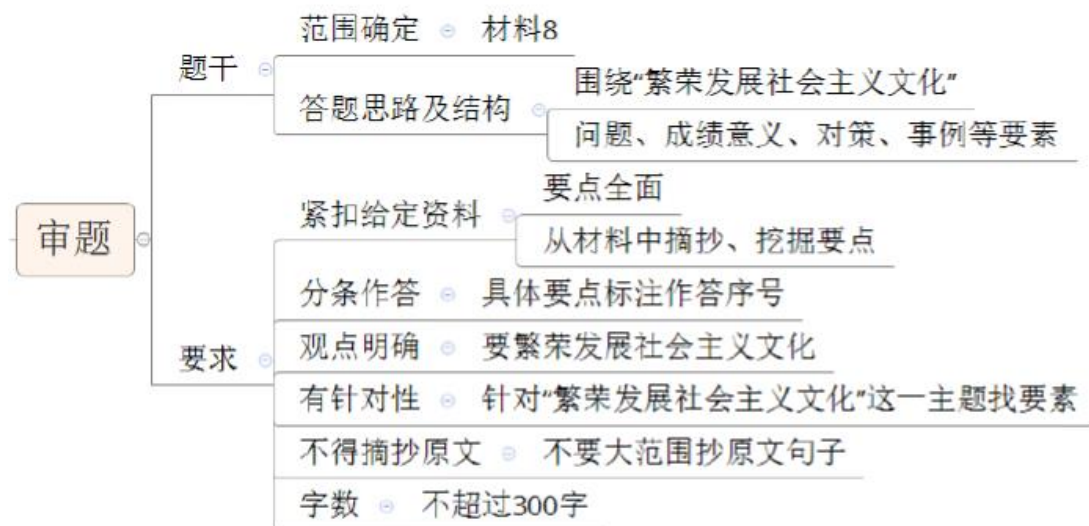 审题
题干
范围确定
材料8
答题思路及结构
围绕“繁荣发展社会主义文化”
问题、成绩意义、对策、事例等要素
要求
紧扣给定资料
要点全面
从材料中摘抄、挖掘要点
分条作答
具体要点标注作答序号
观点明确
要繁荣发展社会主义文化
有针对性
针对“繁荣发展社会主义文化”这一主题找要素
不得摘抄原文
不要大范围抄原文句子
字数
不超过300字